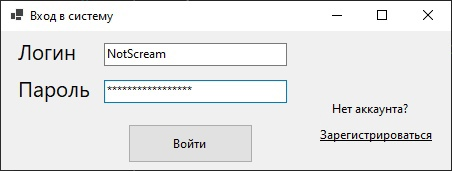 Вход в систему
Логин NotScream
Пароль *****************
Нет аккаунта?
Войти
Зарегистрироваться